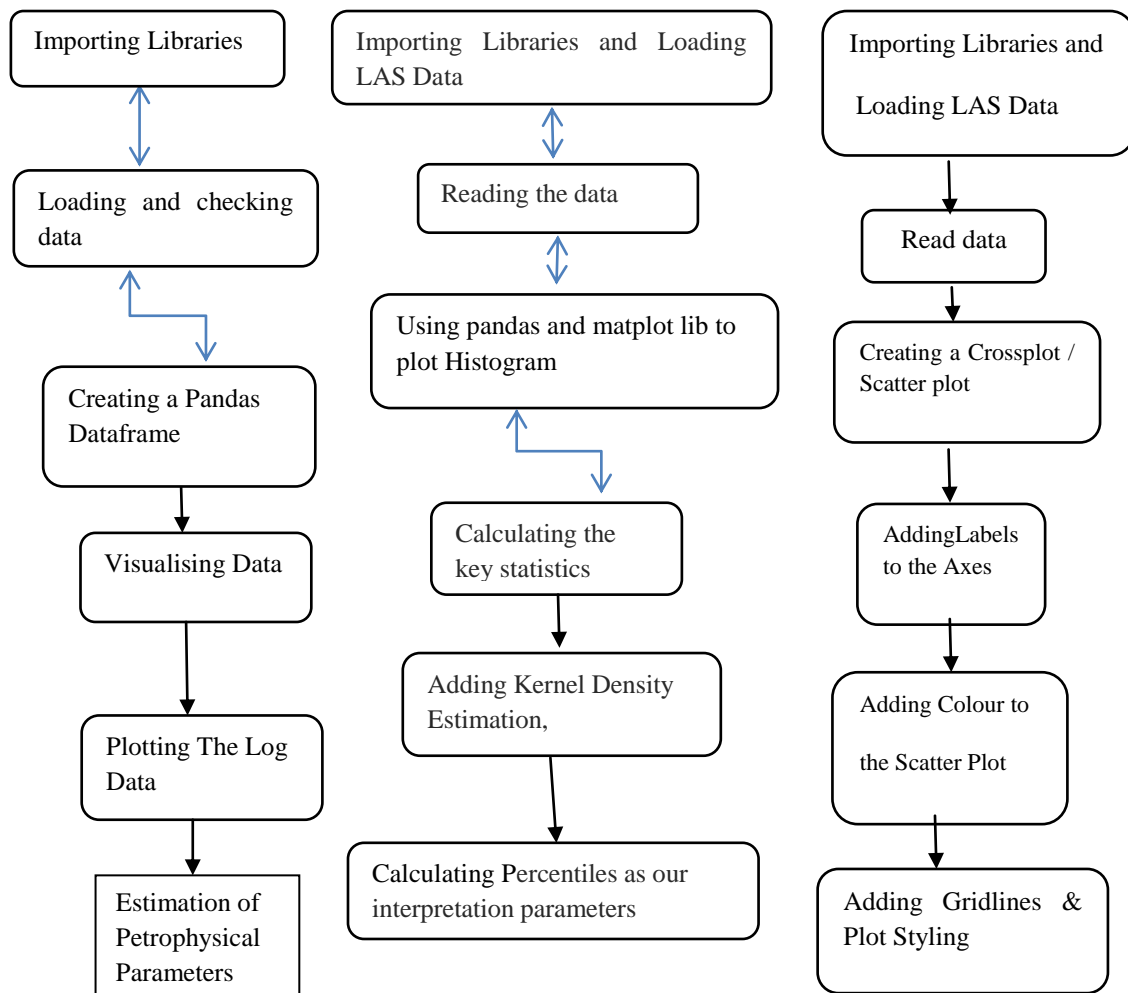 Importing Libraries
Loading and checking
data
Creating a Pandas
Dataframe
Visualising Data
Plotting The Log
Data
Estimation of
Petrophysical
Parameters
Importing Libraries and Loading
LAS Data
Reading the data
Using pandas and matplot lib to
plot Histogram
Calculating the
key statistics
Adding Kernel Density
Estimation,
Calculating Percentiles as our
interpretation parameters
Importing Libraries and
Loading LAS Data
Read data
Creating a Crossplot /
Scatter plot
AddingLabels
to the Axes
Adding Colour to
the Scatter Plot
Adding Gridlines &
Plot Styling